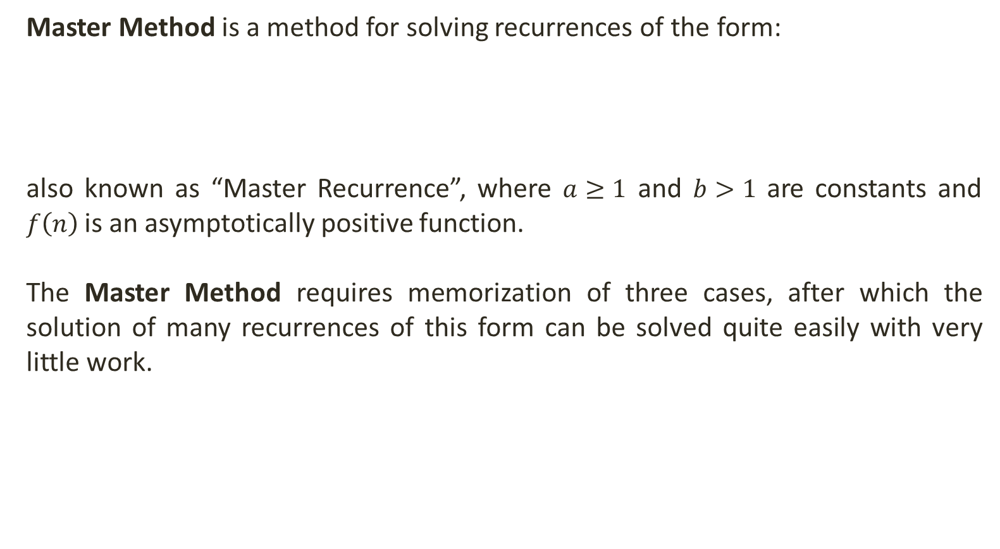 Master Method is a method for solving recurrences of the form:
also known as “Master Recurrence”, where 𝑎 ≥ 1 and 𝑏 > 1 are constants and
𝑓(𝑛) is an asymptotically positive function.
The Master Method requires memorization of three cases, after which the
solution of many recurrences of this form can be solved quite easily with very
little work.